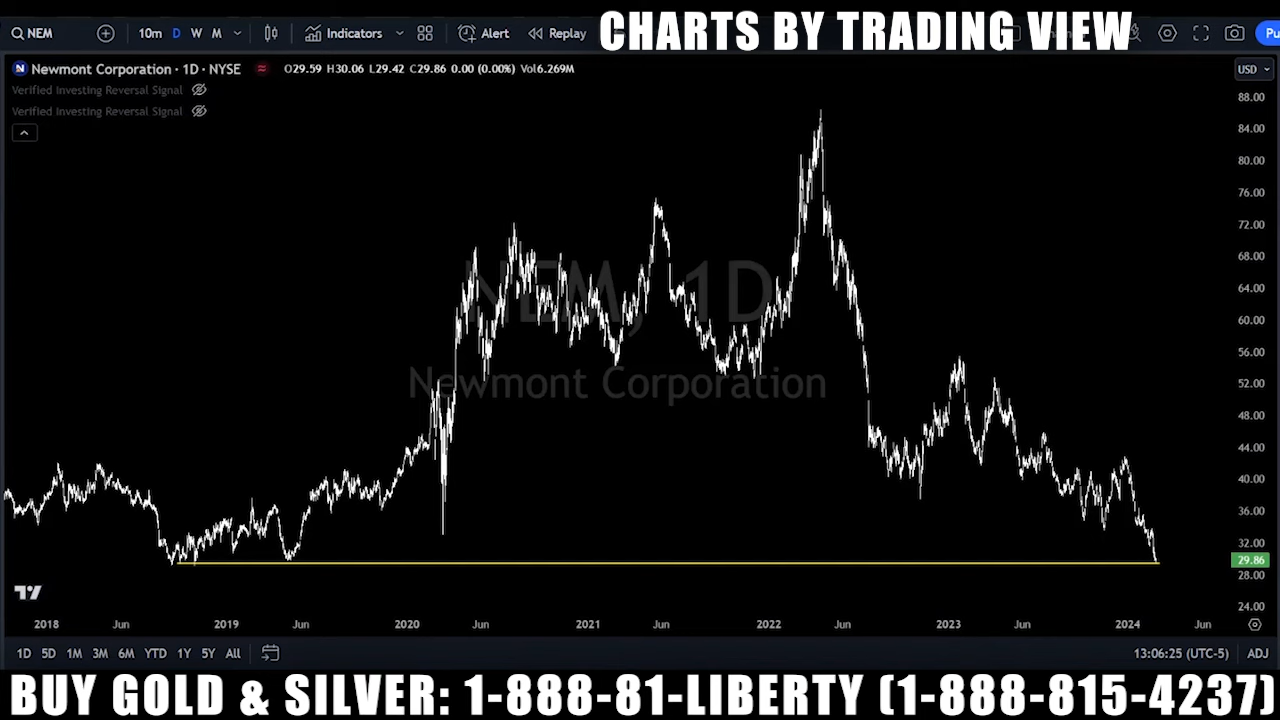 CHARTS BY TRADING VIEW
NEM 10m D W M Indicators Alert Replay
Newmont Corporation · 1D · NYSE O29.59 H30.06 L29.42 C29.86 0.00 (0.00%) Vol6.269M USD
Verified Investing Reversal Signal
Verified Investing Reversal Signal
88.00
84.00
80.00
76.00
72.00
68.00
64.00
60.00
56.00
52.00
48.00
44.00
40.00
36.00
32.00
29.86
28.00
24.00
NEM, 1D
Newmont Corporation
2018 Jun 2019 Jun 2020 Jun 2021 Jun 2022 Jun 2023 Jun 2024 Jun
1D 5D 1M 3M 6M YTD 1Y 5Y All 13:06:25 (UTC-5) ADJ
BUY GOLD & SILVER: 1-888-81-LIBERTY (1-888-815-4237)